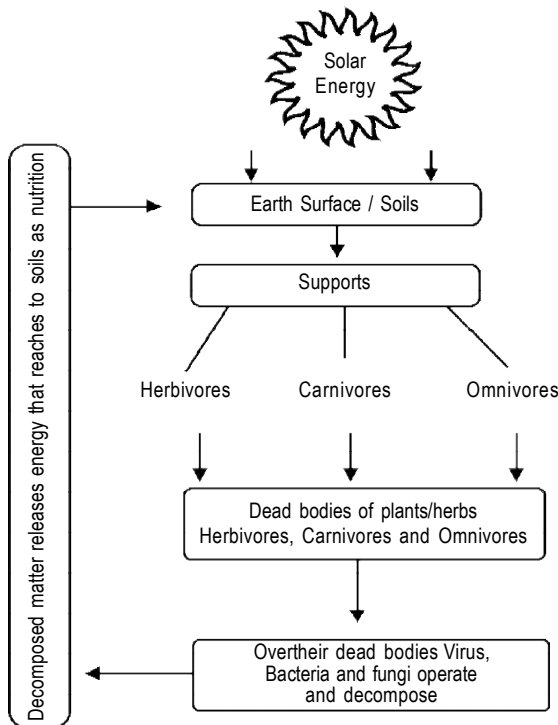 Solar
Energy
Earth Surface / Soils
Supports
Herbivores
Carnivores
Omnivores
Dead bodies of plants/herbs
Herbivores, Carnivores and Omnivores
Overtheir dead bodies Virus,
Bacteria and fungi operate
and decompose
Decomposed matter releases energy that reaches to soils as nutrition